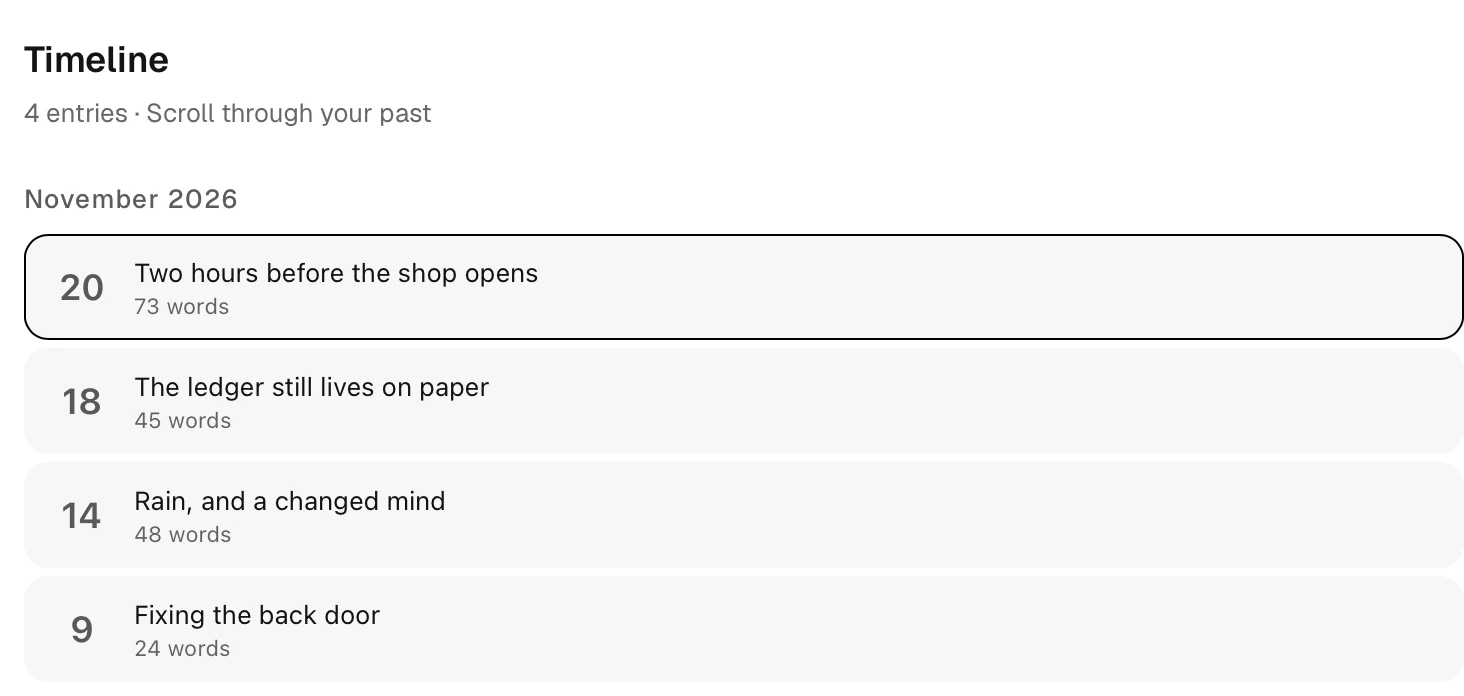 Timeline
4 entries · Scroll through your past
November 2026
20
Two hours before the shop opens
73 words
18
The ledger still lives on paper
45 words
14
Rain, and a changed mind
48 words
9
Fixing the back door
24 words